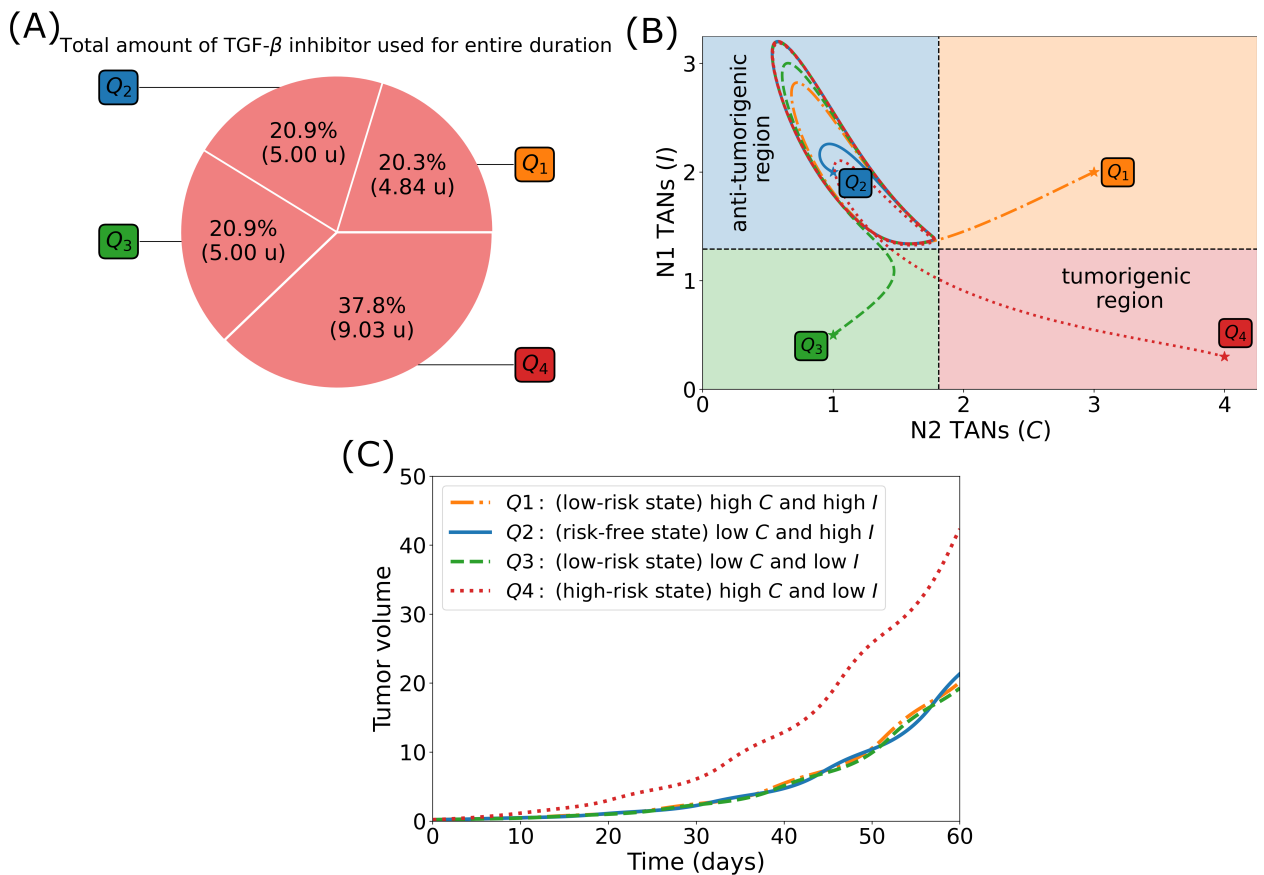 (A)
Total amount of TGF-β inhibitor used for entire duration
Q2
20.9%
(5.00 u)
20.3%
(4.84 u)
Q1
Q3
20.9%
(5.00 u)
37.8%
(9.03 u)
Q4
(B)
N1 TANs (I)
3
2
1
0
anti-tumorigenic
region
Q2
Q1
tumorigenic
region
Q3
Q4
0 1 2 3 4
N2 TANs (C)
(C)
Tumor volume
50
40
30
20
10
0
Q1: (low-risk state) high C and high I
Q2: (risk-free state) low C and high I
Q3: (low-risk state) low C and low I
Q4: (high-risk state) high C and low I
0 10 20 30 40 50 60
Time (days)